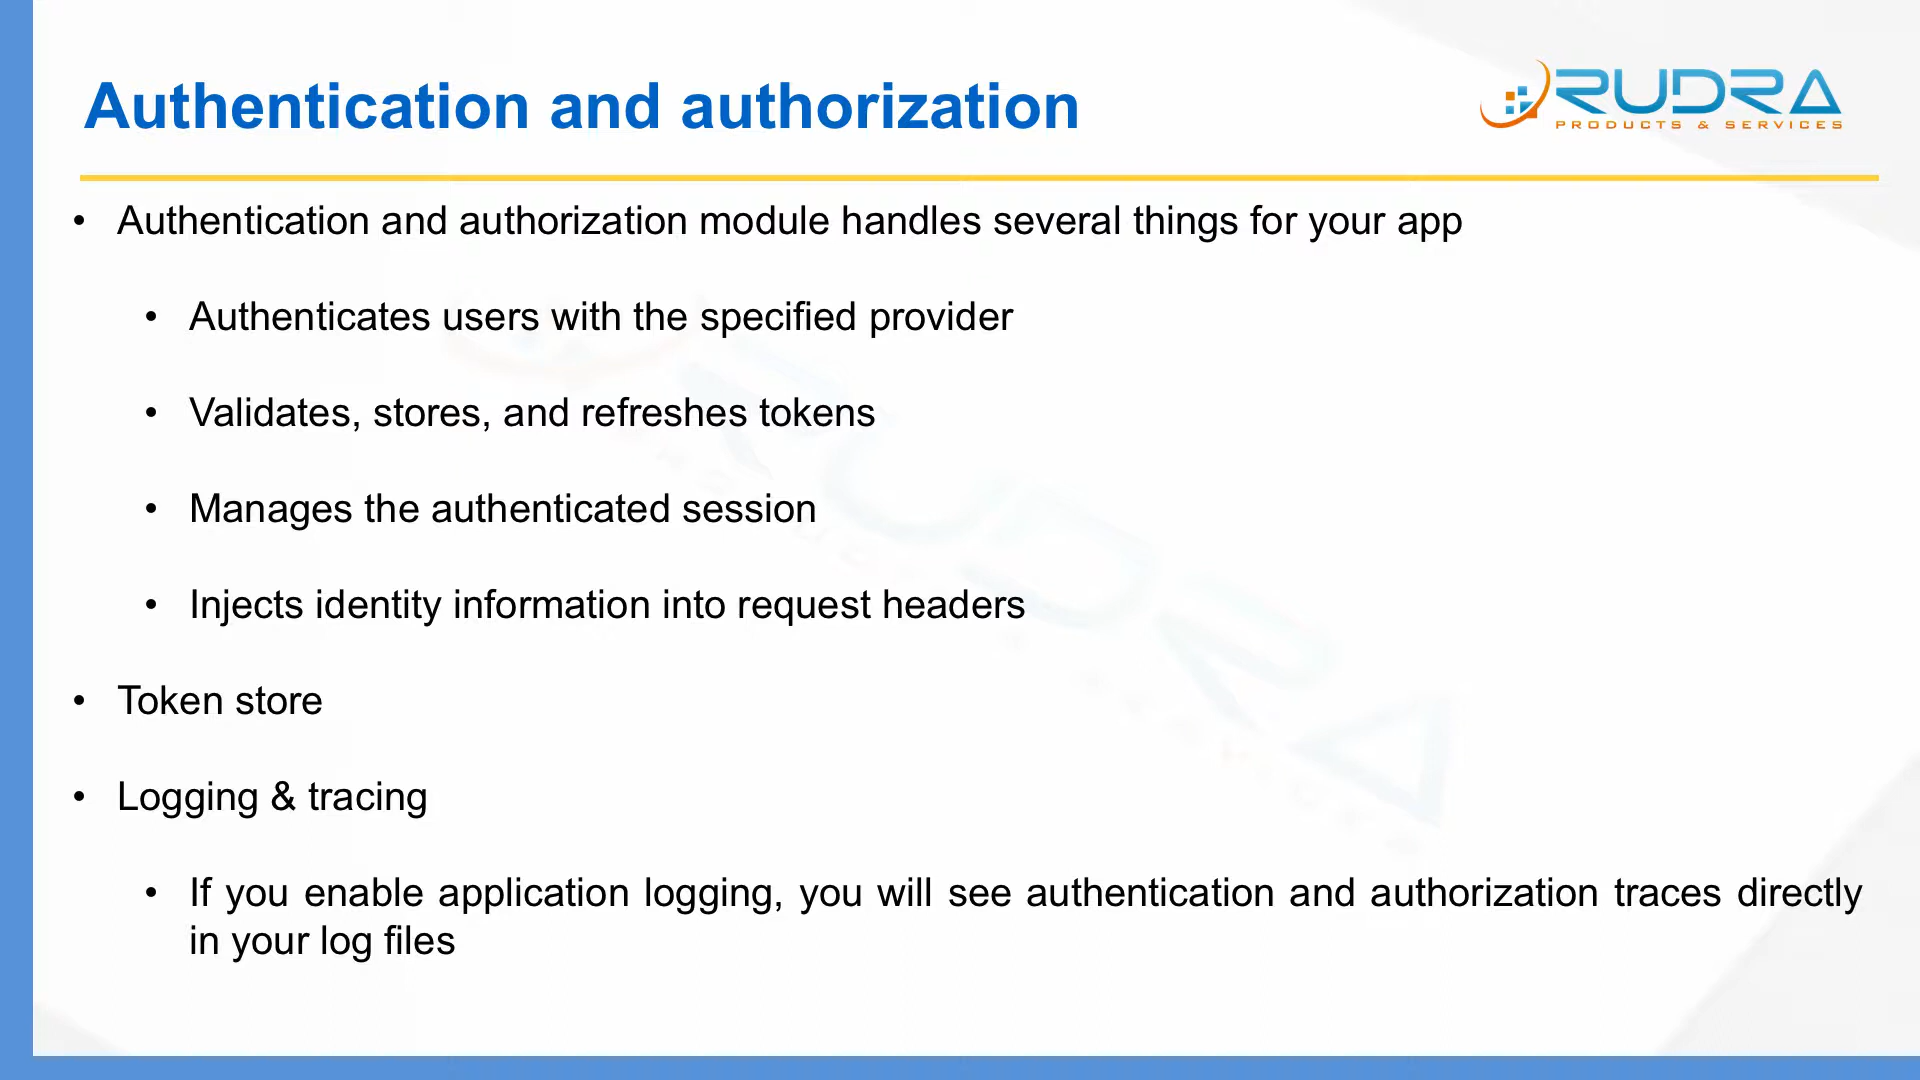 Authentication and authorization
RUDRA
PRODUCTS & SERVICES
• Authentication and authorization module handles several things for your app
• Authenticates users with the specified provider
• Validates, stores, and refreshes tokens
• Manages the authenticated session
• Injects identity information into request headers
• Token store
• Logging & tracing
• If you enable application logging, you will see authentication and authorization traces directly
in your log files